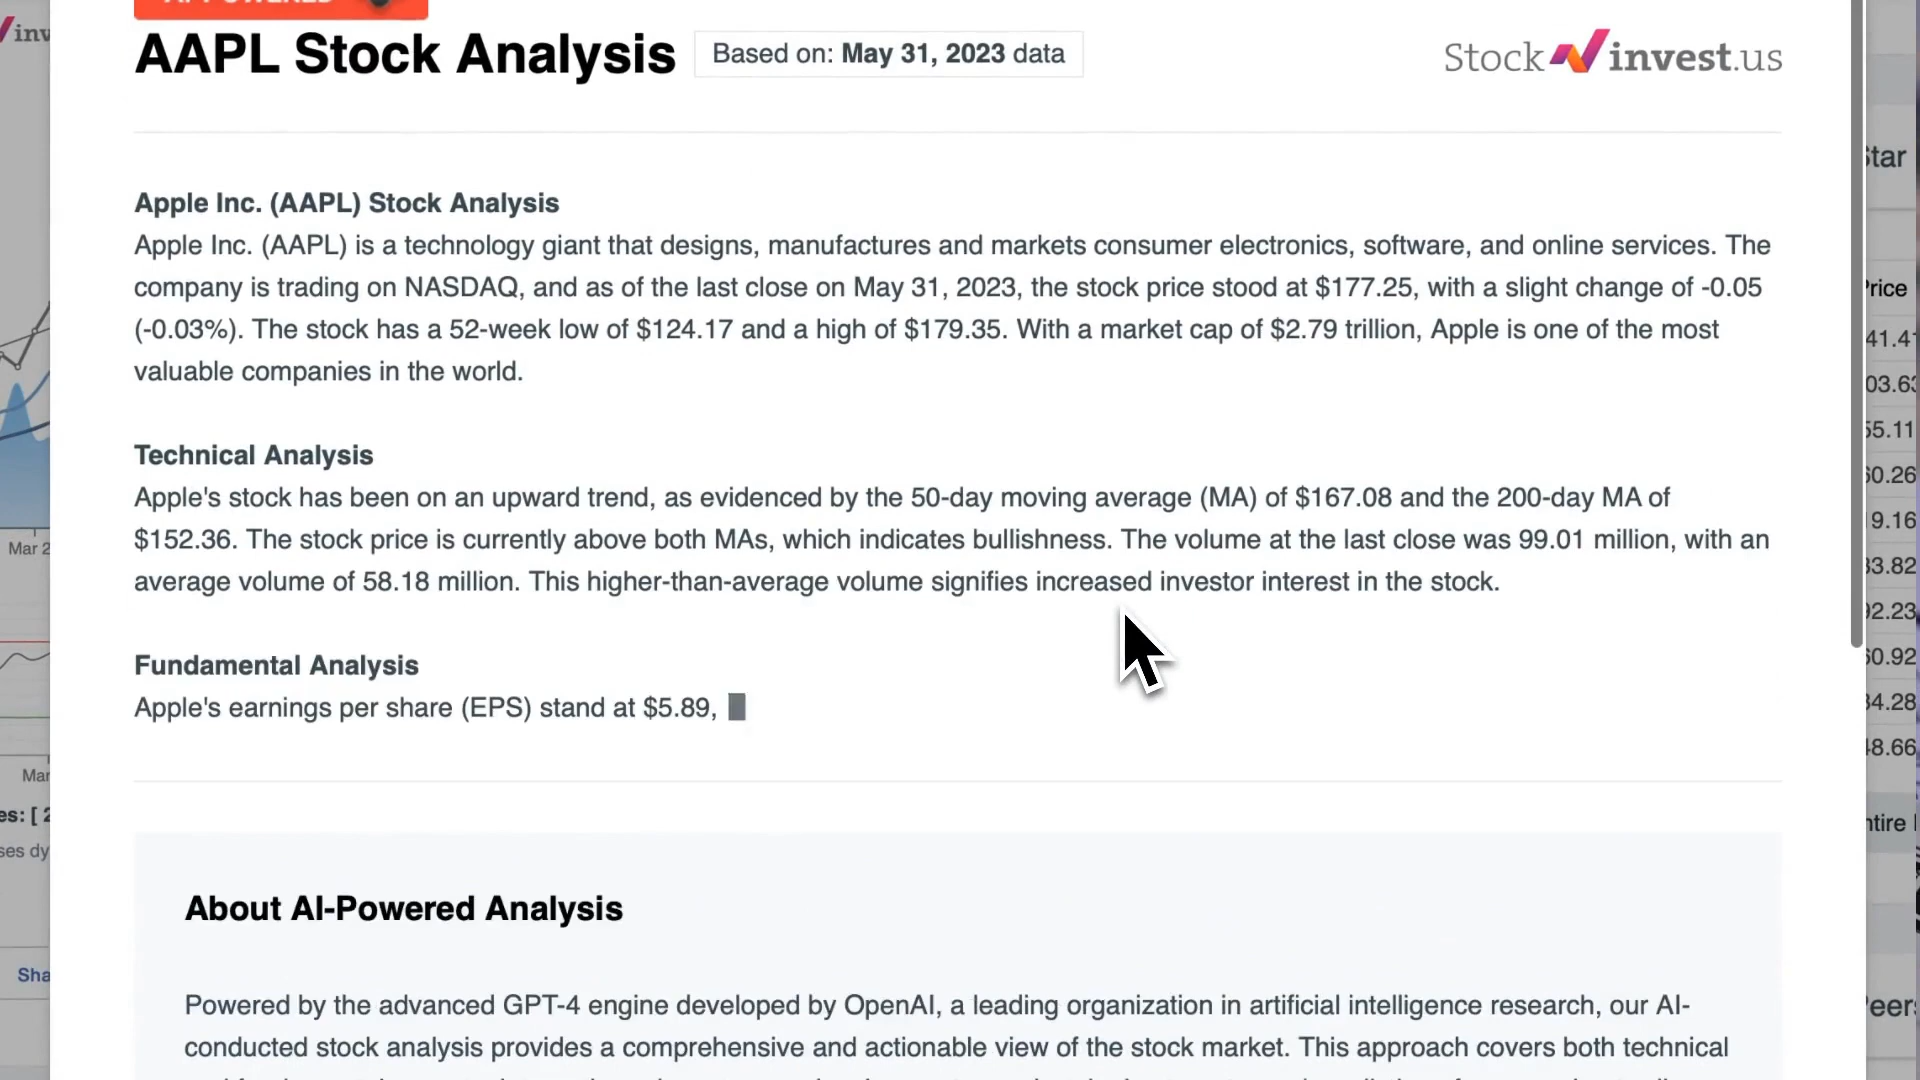 AAPL Stock Analysis
Based on: May 31, 2023 data
Stock invest.us
Apple Inc. (AAPL) Stock Analysis
Apple Inc. (AAPL) is a technology giant that designs, manufactures and markets consumer electronics, software, and online services. The
company is trading on NASDAQ, and as of the last close on May 31, 2023, the stock price stood at $177.25, with a slight change of -0.05
(-0.03%). The stock has a 52-week low of $124.17 and a high of $179.35. With a market cap of $2.79 trillion, Apple is one of the most
valuable companies in the world.
Technical Analysis
Apple's stock has been on an upward trend, as evidenced by the 50-day moving average (MA) of $167.08 and the 200-day MA of
$152.36. The stock price is currently above both MAs, which indicates bullishness. The volume at the last close was 99.01 million, with an
average volume of 58.18 million. This higher-than-average volume signifies increased investor interest in the stock.
Fundamental Analysis
Apple's earnings per share (EPS) stand at $5.89,
About AI-Powered Analysis
Powered by the advanced GPT-4 engine developed by OpenAI, a leading organization in artificial intelligence research, our AI-
conducted stock analysis provides a comprehensive and actionable view of the stock market. This approach covers both technical